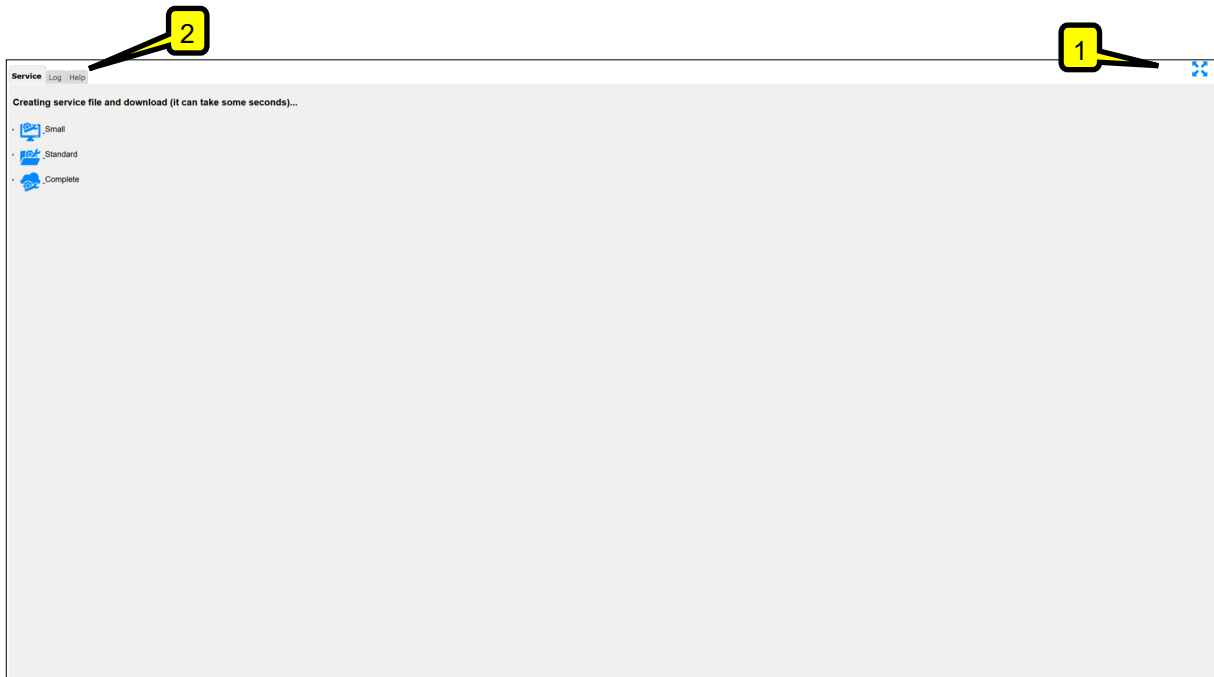 2
1
Service Log Help
Creating service file and download (it can take some seconds)...
Small
Standard
Complete